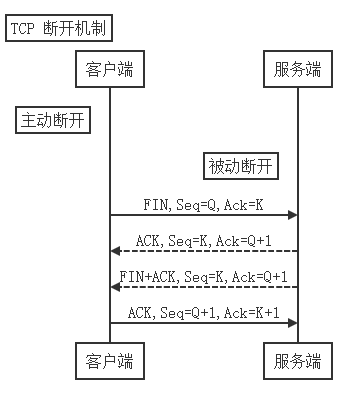 TCP 断开机制
客户端
服务端
主动断开
被动断开
FIN,Seq=Q,Ack=K
ACK,Seq=K,Ack=Q+1
FIN+ACK,Seq=K,Ack=Q+1
ACK,Seq=Q+1,Ack=K+1
客户端
服务端